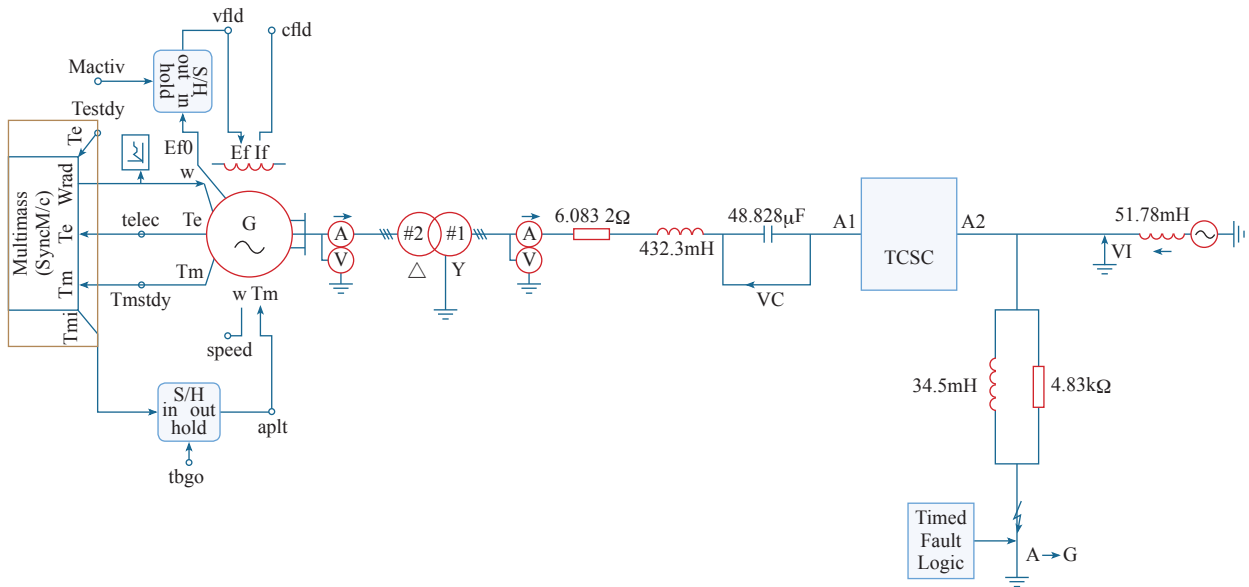 vfld
cfld
Mactiv
S/H
out in
hold
Testdy
Te
Ef0
Ef If
Multimass
(SyncM/c)
Wrad
w
G
telec
Te
Te
Tm
Tm
Tmstdy
Tmi
w Tm
speed
S/H
in out
hold
aplt
tbgo
A
V
#2
#1
△
Y
A
V
6.083 2Ω
432.3mH
48.828μF
VC
A1
TCSC
A2
VI
51.78mH
34.5mH
4.83kΩ
Timed
Fault
Logic
A → G